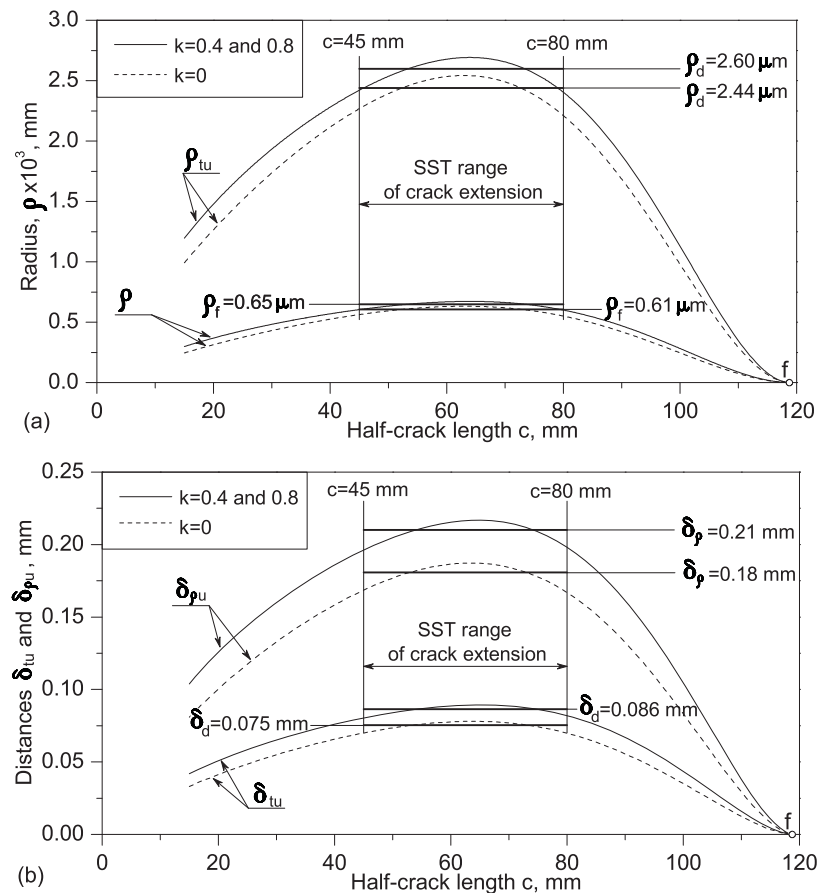 3.0
2.5
2.0
1.5
1.0
0.5
0.0
Radius, ρ x10³, mm
k=0.4 and 0.8
k=0
c=45 mm
c=80 mm
ρd=2.60 μm
ρd=2.44 μm
ρtu
SST range
of crack extension
ρ
ρf=0.65 μm
ρf=0.61 μm
f
0 20 40 60 80 100 120
(a)
Half-crack length c, mm
0.25
0.20
0.15
0.10
0.05
0.00
Distances δtu and δρu, mm
k=0.4 and 0.8
k=0
c=45 mm
c=80 mm
δρ=0.21 mm
δρ=0.18 mm
δρu
SST range
of crack extension
δd=0.075 mm
δd=0.086 mm
δtu
f
0 20 40 60 80 100 120
(b)
Half-crack length c, mm